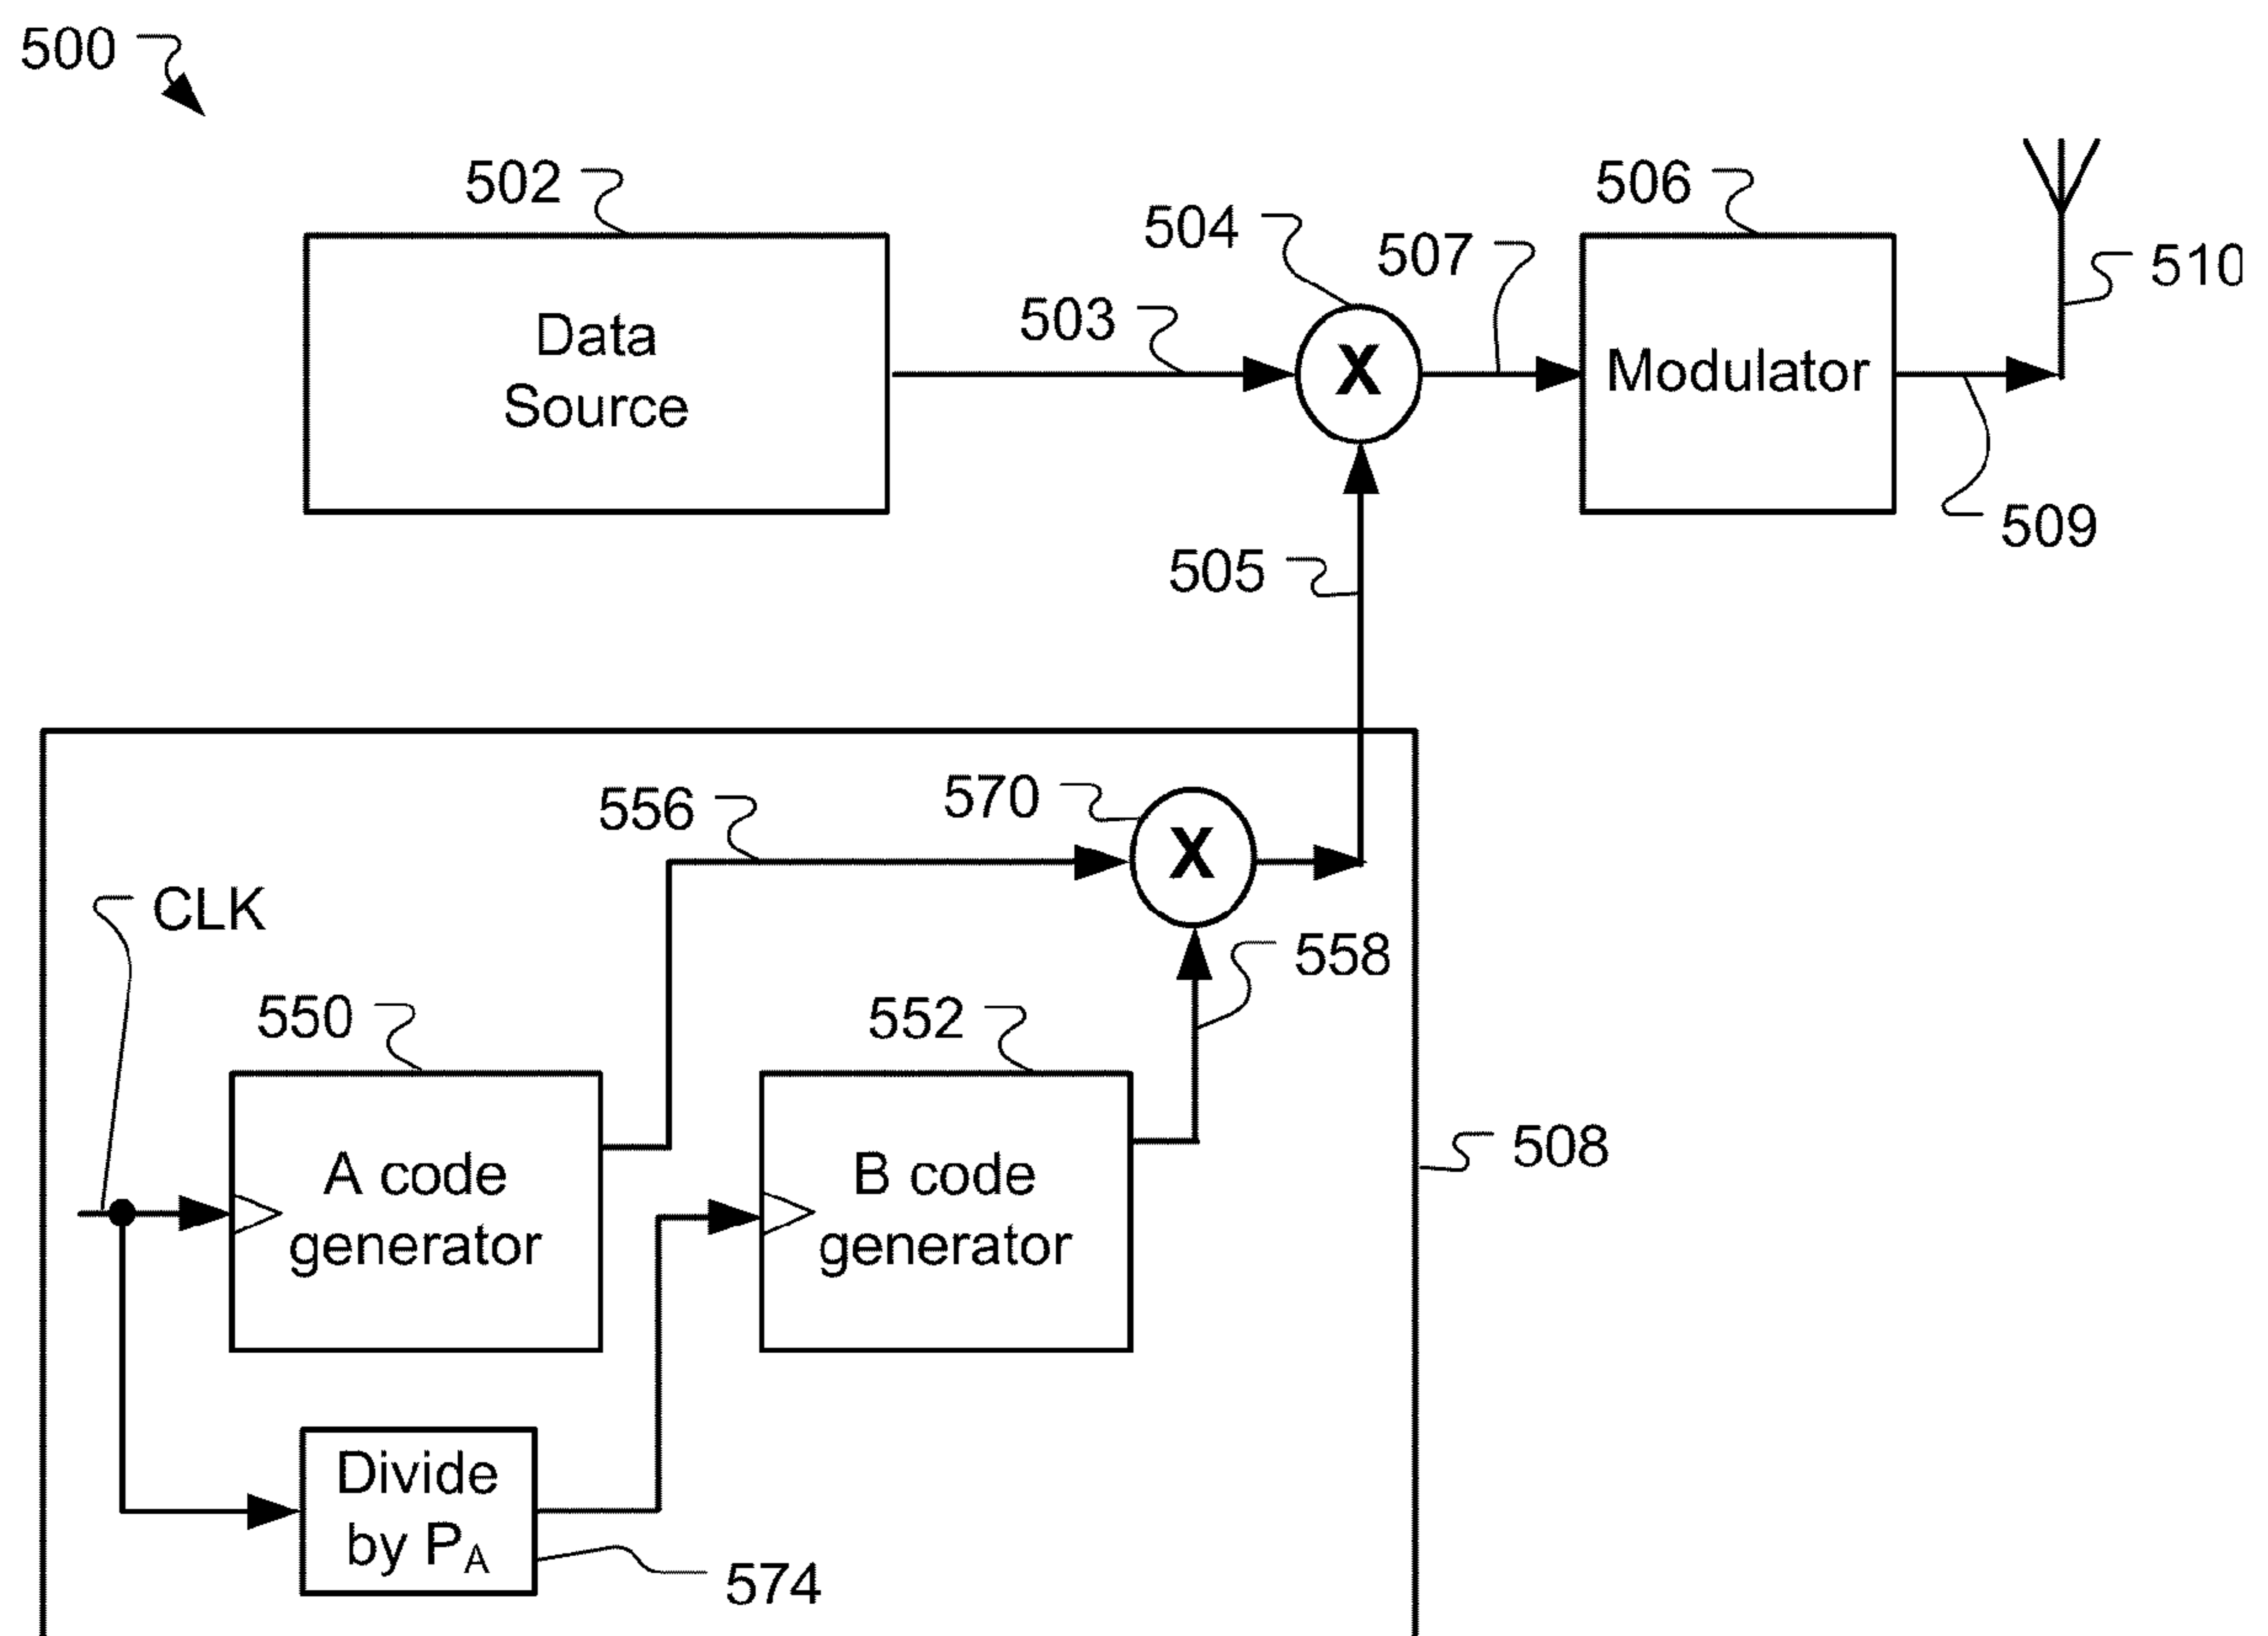 500
502
504
506
507
503
510
Data
Source
X
Modulator
509
505
556
570
X
CLK
558
550
552
A code
generator
B code
generator
508
Divide
by PA
574